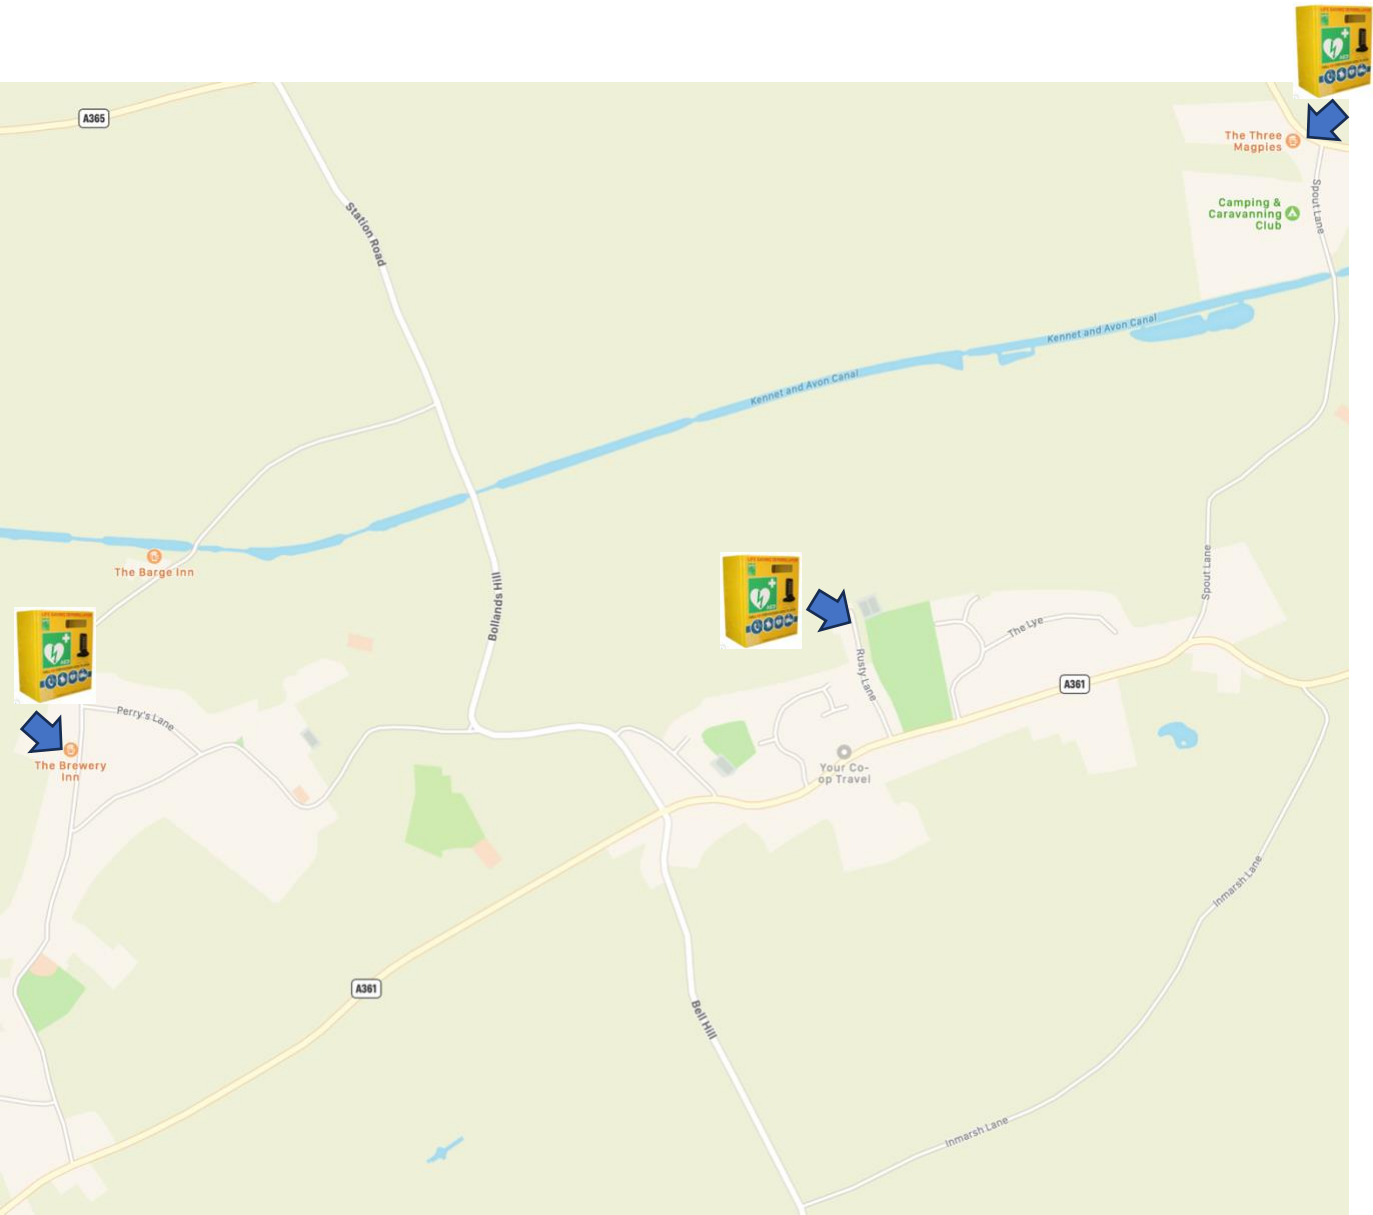 A365
The Three
Magpies
Station Road
Spout Lane
Camping &
Caravanning
Club
Kennet and Avon Canal
Kennet and Avon Canal
The Barge Inn
Bollands Hill
AED
Spout Lane
The Lye
AED
Rusty Lane
A361
Perry's Lane
The Brewery
Inn
Your Co-
op Travel
Inmarsh Lane
A361
Bell Hill
Inmarsh Lane